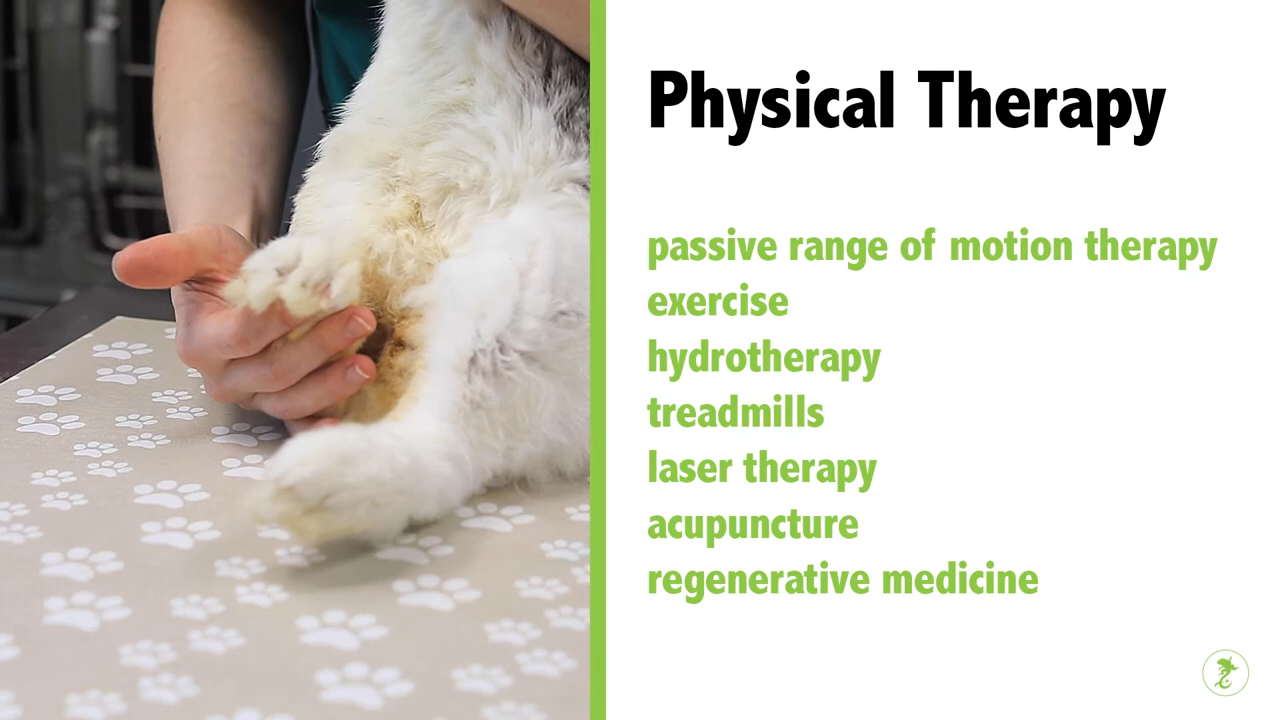 Physical Therapy
passive range of motion therapy
exercise
hydrotherapy
treadmills
laser therapy
acupuncture
regenerative medicine